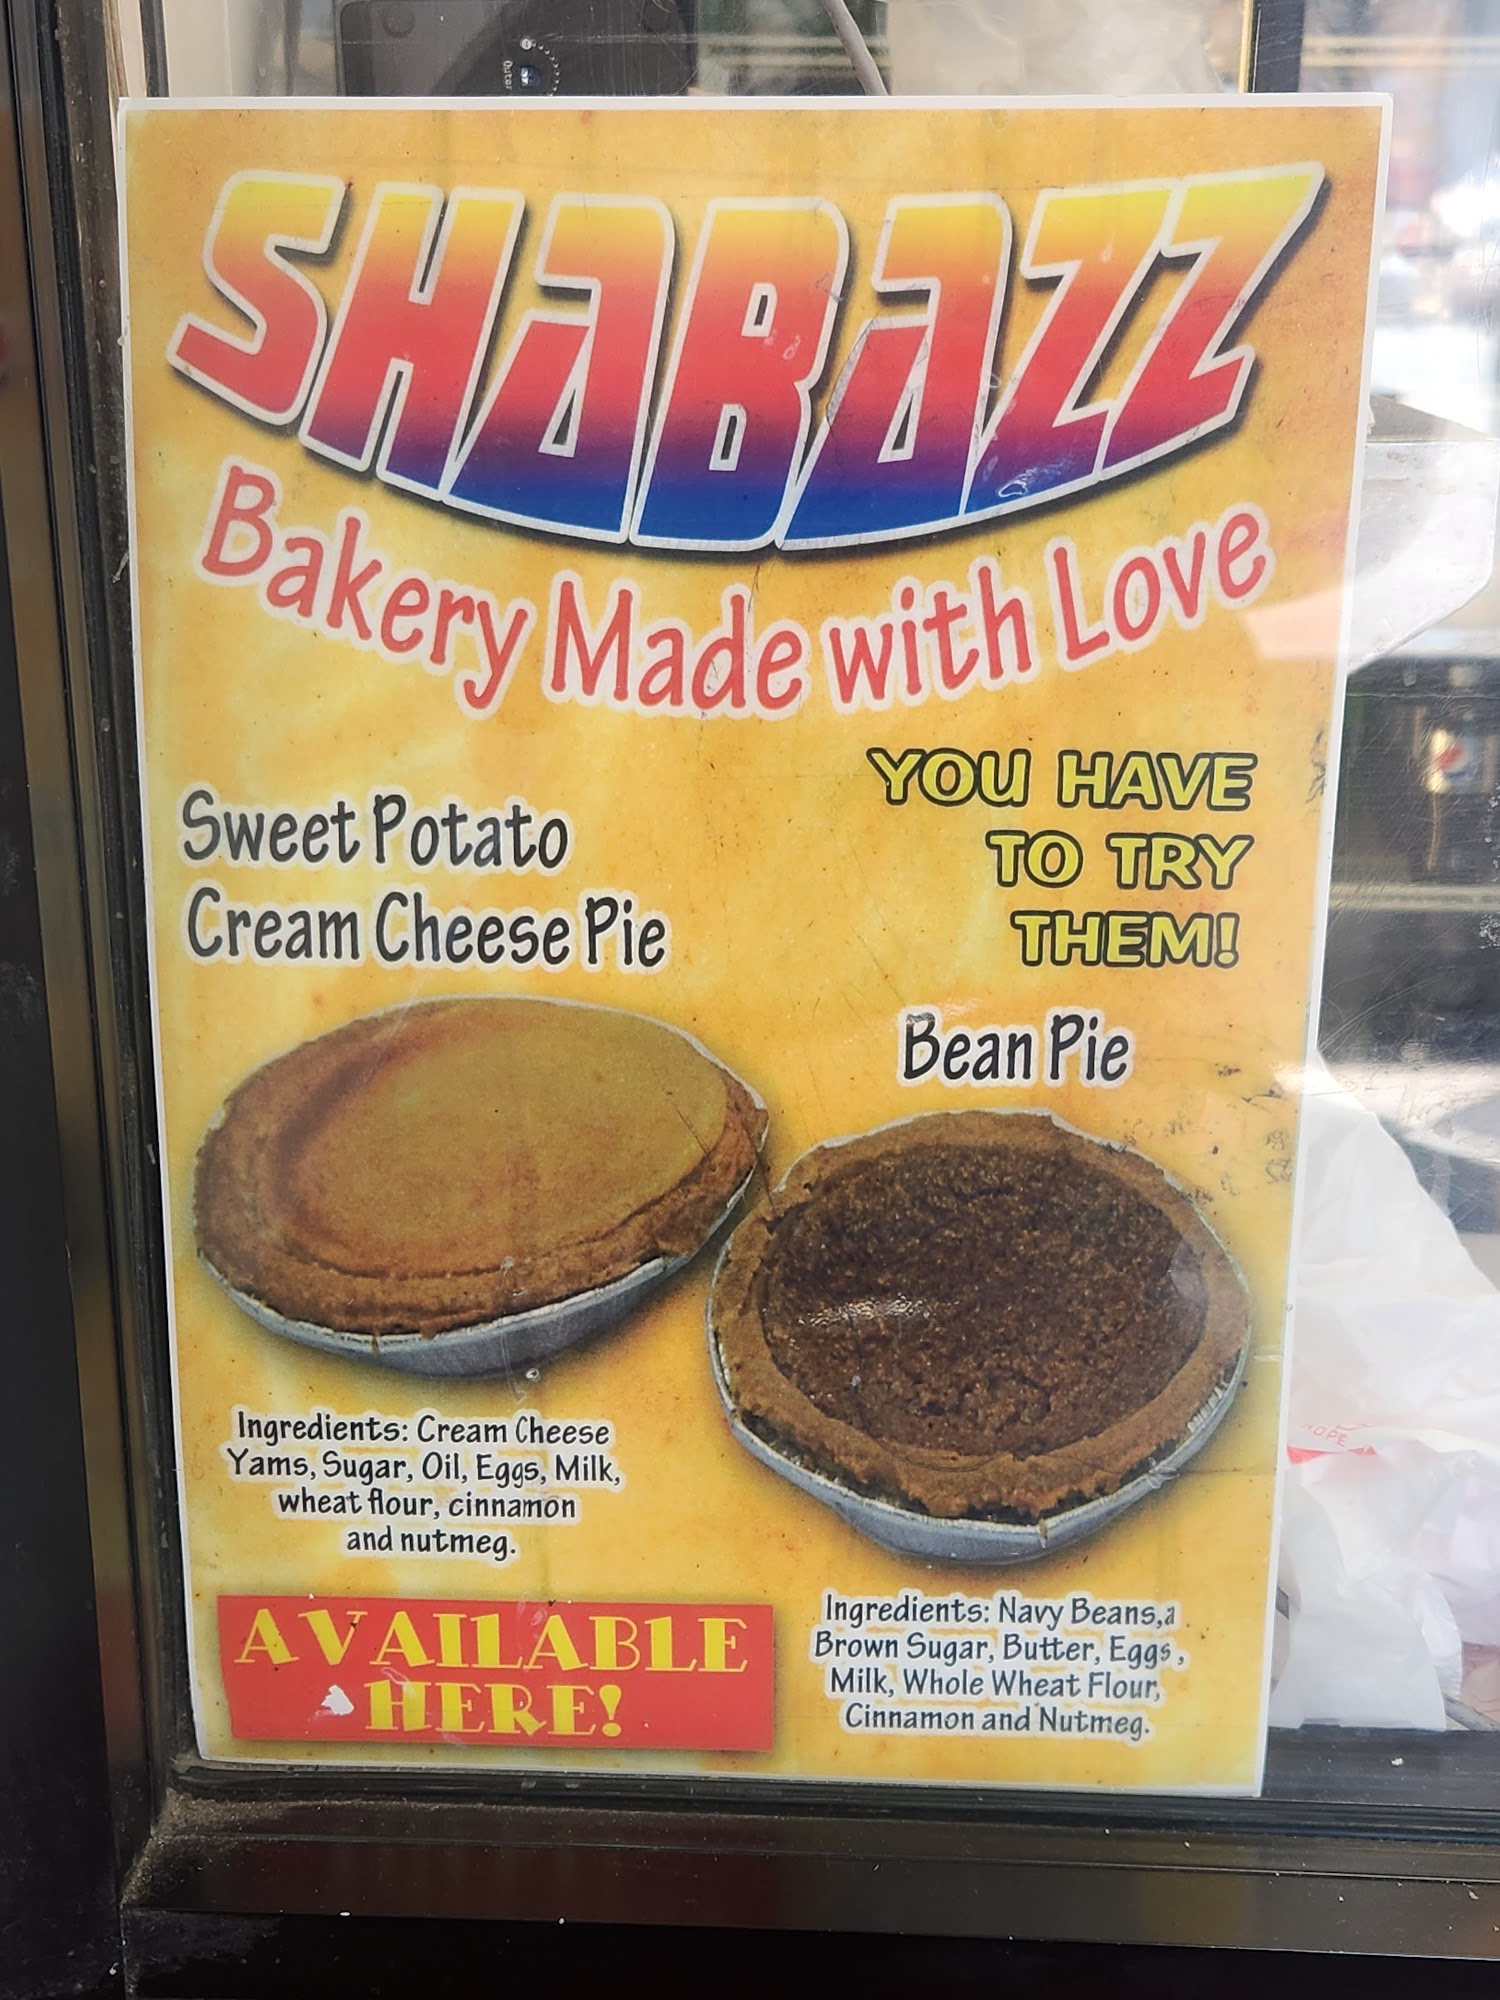 SHABAZZ
Bakery Made with Love
YOU HAVE
TO TRY
THEM!
Sweet Potato
Cream Cheese Pie
Bean Pie
Ingredients: Cream Cheese
Yams, Sugar, Oil, Eggs, Milk,
wheat flour, cinnamon
and nutmeg.
Ingredients: Navy Beans,a
Brown Sugar, Butter, Eggs,
Milk, Whole Wheat Flour,
Cinnamon and Nutmeg.
AVAILABLE
HERE!